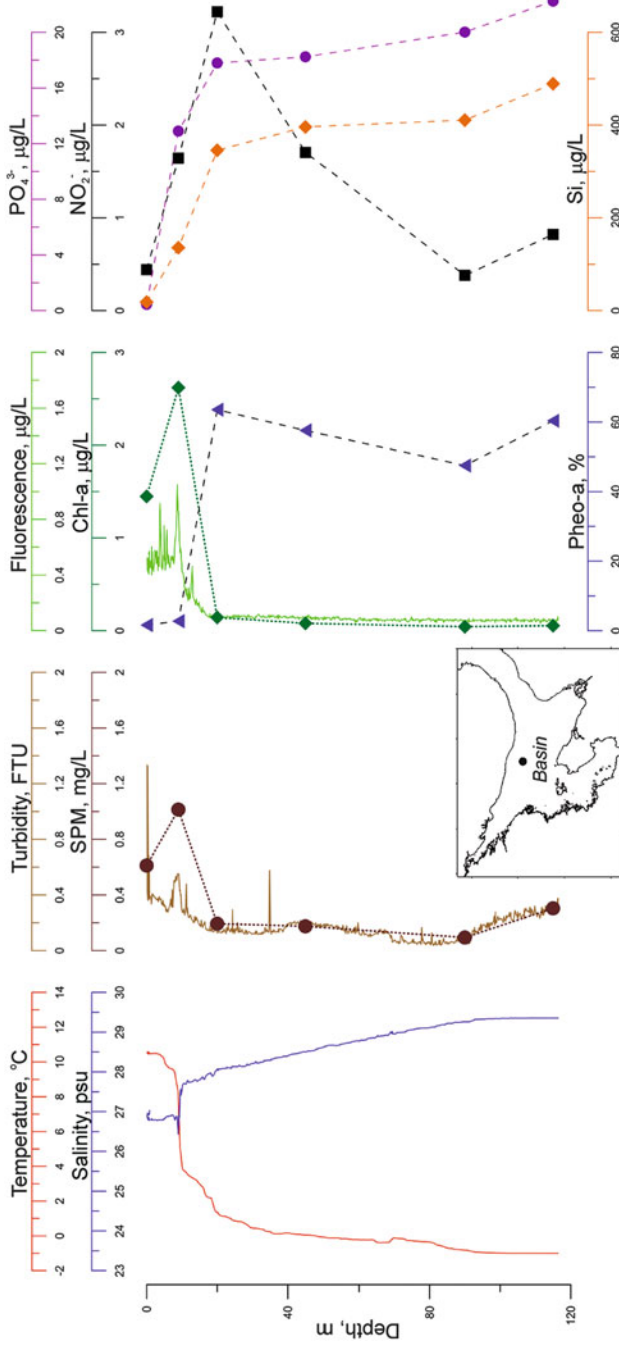 Temperature, °C
-2 0 2 4 6 8 10 12 14
Salinity, psu
23 24 25 26 27 28 29 30
Depth, m
0
40
80
120
Turbidity, FTU
0 0.4 0.8 1.2 1.6 2
SPM, mg/L
0 0.4 0.8 1.2 1.6 2
Basin
Fluorescence, μg/L
0 0.4 0.8 1.2 1.6 2
Chl-a, μg/L
0 1 2 3
Pheo-a, %
0 20 40 60 80
PO₄³⁻, μg/L
0 4 8 12 16 20
NO₂⁻, μg/L
0 1 2 3
Si, μg/L
0 200 400 600